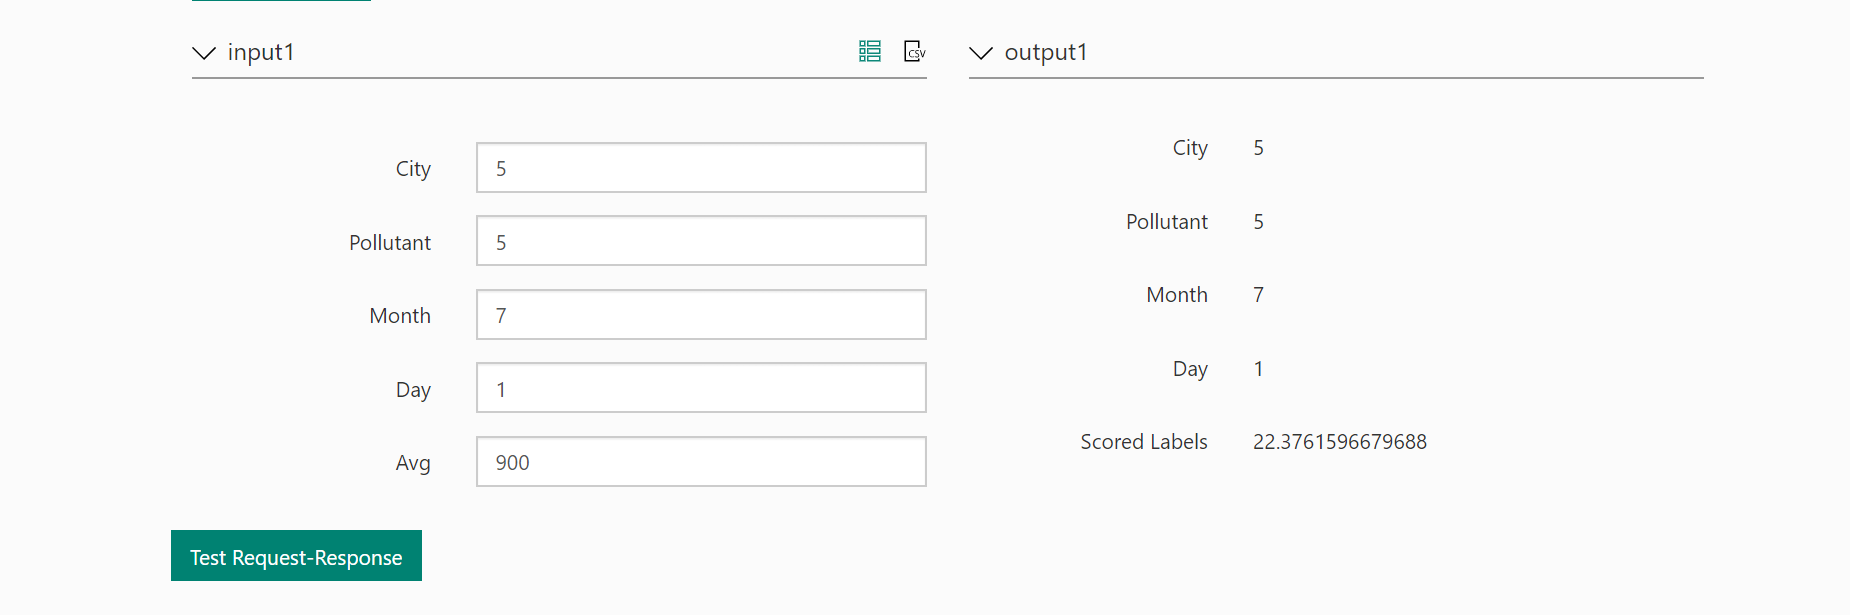 input1
CSV
City 5
Pollutant 5
Month 7
Day 1
Avg 900
Test Request-Response
output1
City 5
Pollutant 5
Month 7
Day 1
Scored Labels 22.3761596679688